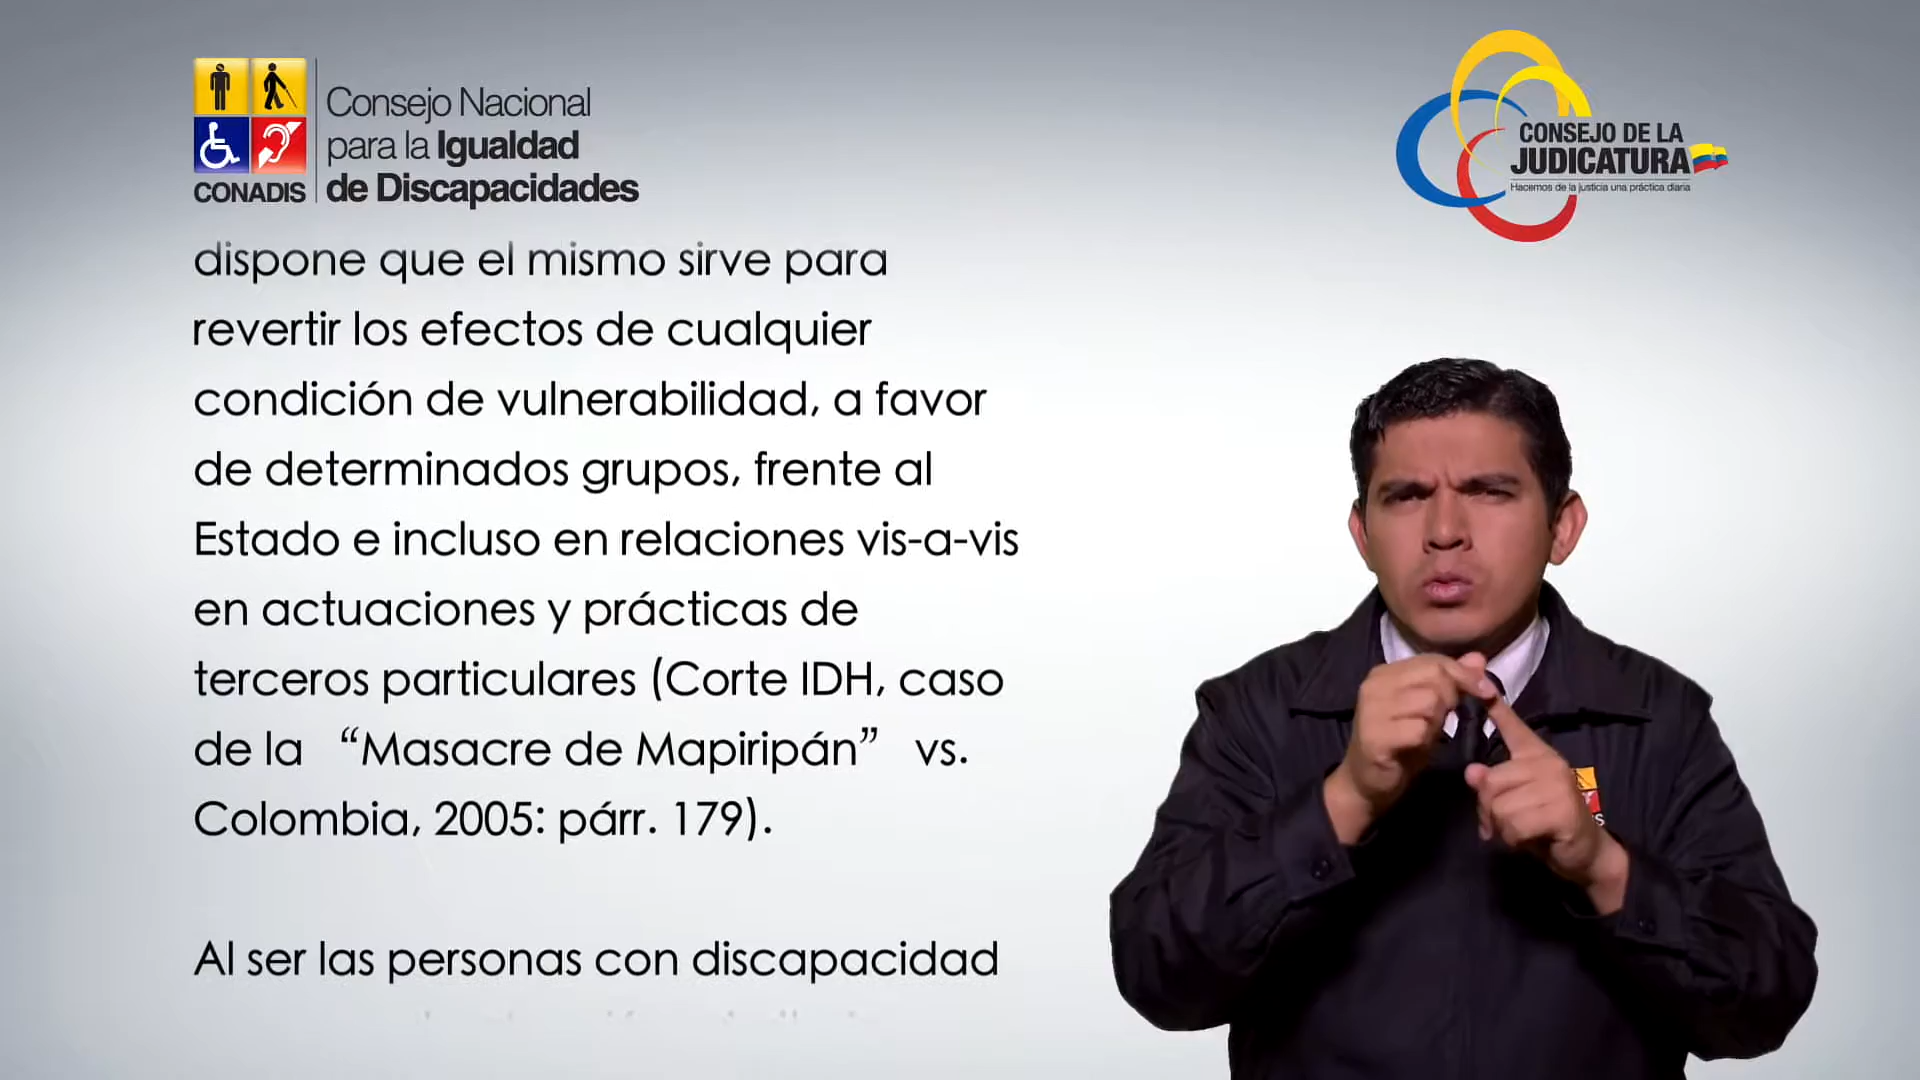 Consejo Nacional
para la Igualdad
de Discapacidades
CONADIS
CONSEJO DE LA
JUDICATURA
Hacemos de la justicia una práctica diaria
dispone que el mismo sirve para
revertir los efectos de cualquier
condición de vulnerabilidad, a favor
de determinados grupos, frente al
Estado e incluso en relaciones vis-a-vis
en actuaciones y prácticas de
terceros particulares (Corte IDH, caso
de la “Masacre de Mapiripán” vs.
Colombia, 2005: párr. 179).
Al ser las personas con discapacidad